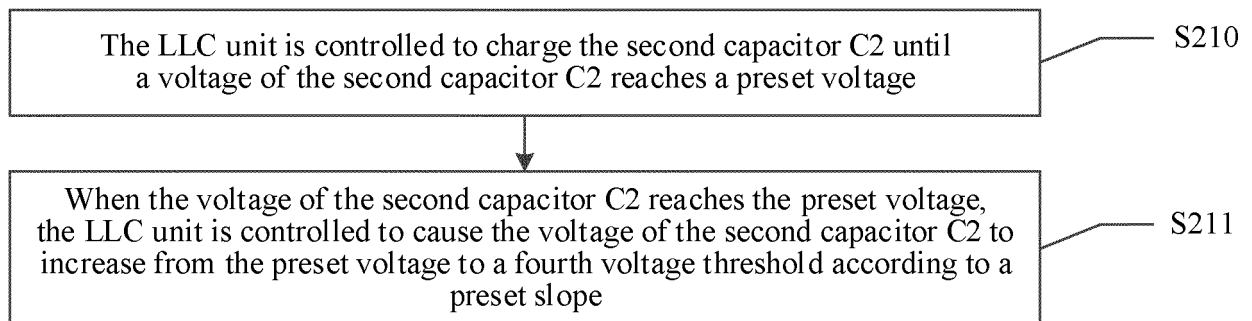 The LLC unit is controlled to charge the second capacitor C2 until
a voltage of the second capacitor C2 reaches a preset voltage
S210
When the voltage of the second capacitor C2 reaches the preset voltage,
the LLC unit is controlled to cause the voltage of the second capacitor C2 to
increase from the preset voltage to a fourth voltage threshold according to a
preset slope
S211